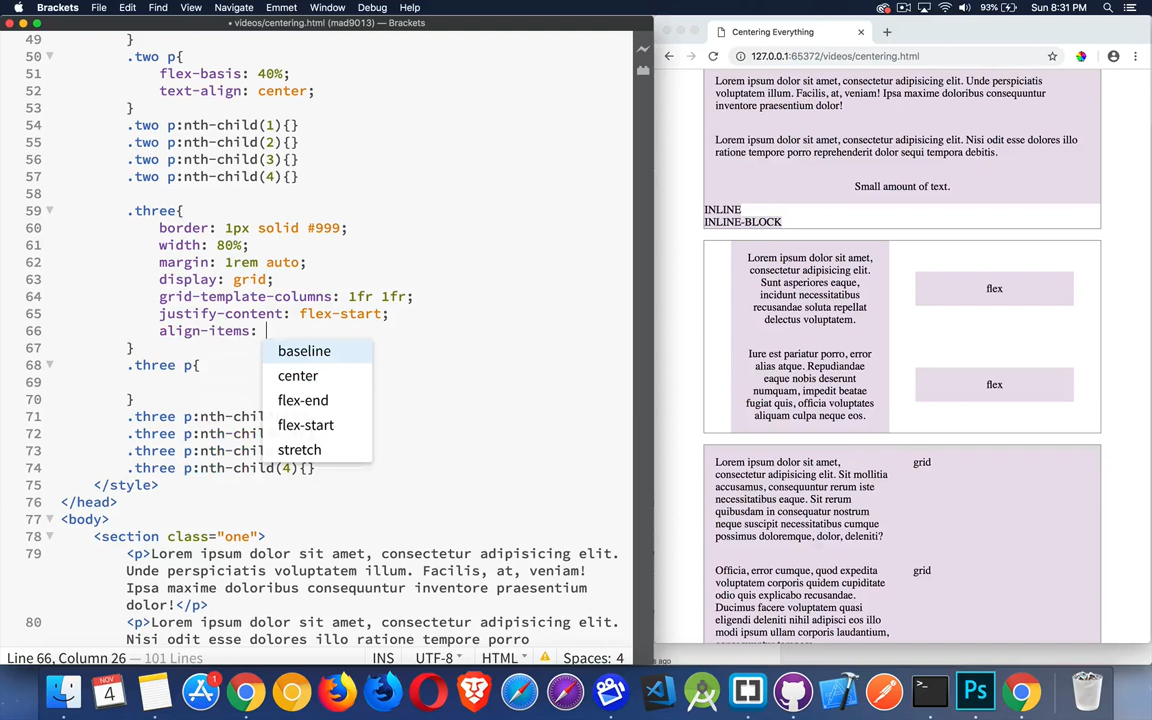 Brackets File Edit Find View Navigate Emmet Window Debug Help 93% Sun 8:31 PM
• videos/centering.html (mad9013) — Brackets
49 }
50 .two p{
51 flex-basis: 40%;
52 text-align: center;
53 }
54 .two p:nth-child(1){}
55 .two p:nth-child(2){}
56 .two p:nth-child(3){}
57 .two p:nth-child(4){}
58
59 .three{
60 border: 1px solid #999;
61 width: 80%;
62 margin: 1rem auto;
63 display: grid;
64 grid-template-columns: 1fr 1fr;
65 justify-content: flex-start;
66 align-items:
67 }
68 .three p{
69
70 }
71 .three p:nth-chil
72 .three p:nth-chil
73 .three p:nth-chil
74 .three p:nth-child(4){}
75 </style>
76 </head>
77 <body>
78 <section class="one">
79 <p>Lorem ipsum dolor sit amet, consectetur adipisicing elit.
Unde perspiciatis voluptatem illum. Facilis, at, veniam!
Ipsa maxime doloribus consequuntur inventore praesentium
dolor!</p>
80 <p>Lorem ipsum dolor sit amet, consectetur adipisicing elit.
Nisi odit esse dolores illo ratione tempore porro
baseline
center
flex-end
flex-start
stretch
Line 66, Column 26 — 101 Lines
INS UTF-8 HTML Spaces: 4
Centering Everything
127.0.0.1:65372/videos/centering.html
Lorem ipsum dolor sit amet, consectetur adipisicing elit. Unde perspiciatis
voluptatem illum. Facilis, at, veniam! Ipsa maxime doloribus consequuntur
inventore praesentium dolor!
Lorem ipsum dolor sit amet, consectetur adipisicing elit. Nisi odit esse dolores illo
ratione tempore porro reprehenderit dolor sequi tempora debitis.
Small amount of text.
INLINE
INLINE-BLOCK
Lorem ipsum dolor sit amet,
consectetur adipisicing elit.
Sunt asperiores eaque,
incidunt necessitatibus
recusandae soluta repellat
delectus voluptatem.
flex
Iure est pariatur porro, error
alias atque. Repudiandae
eaque nobis deserunt
numquam, impedit beatae
fugiat quis, officia voluptates
aliquam culpa neque eos.
flex
Lorem ipsum dolor sit amet,
consectetur adipisicing elit. Sit mollitia
accusamus, consequuntur rerum iste
necessitatibus eaque. Sit rerum
quibusdam in consequatur nostrum
neque suscipit necessitatibus cumque
possimus doloremque, dolor, deleniti?
grid
Officia, error cumque, quod expedita
voluptatem corporis quidem cupiditate
odio quis explicabo recusandae.
Ducimus facere voluptatum quasi
eligendi deleniti nihil adipisci eos
modi ipsum ullam corporis laudantium,
grid
s ago
NOV
4
1
Ps